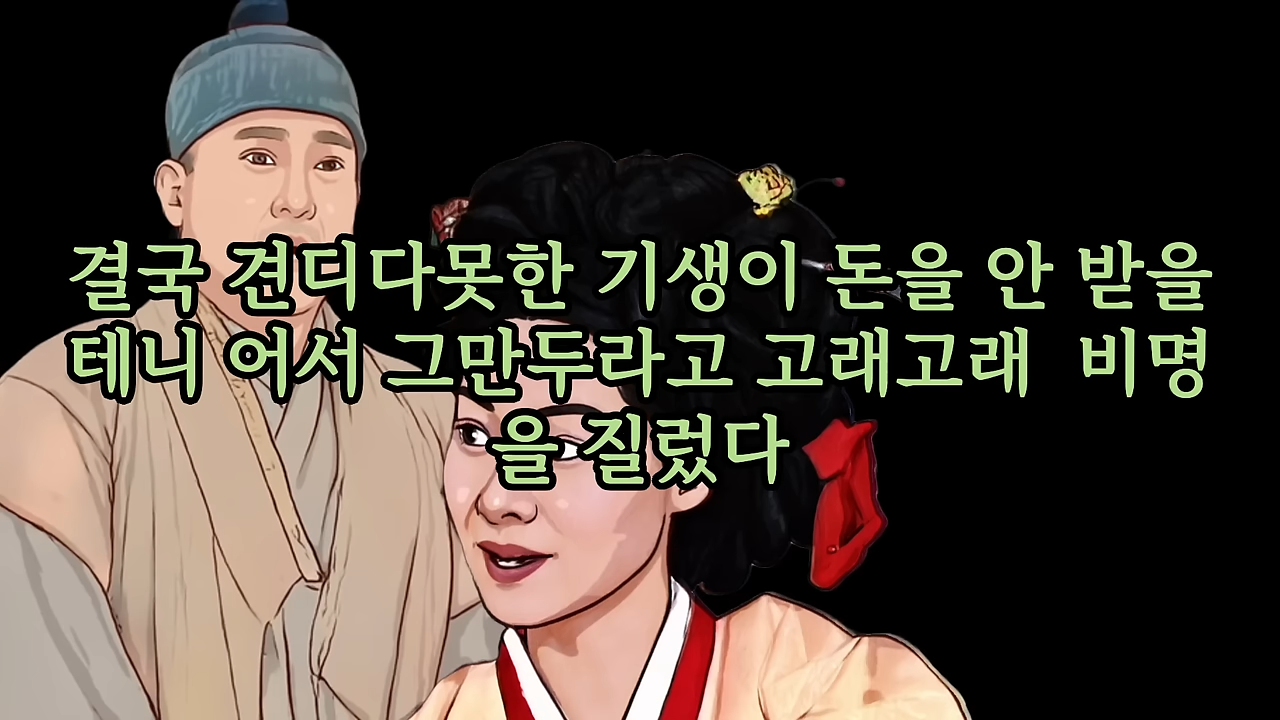 결국 견디다못한 기생이 돈을 안 받을
테니 어서 그만두라고 고래고래 비명
을 질렀다